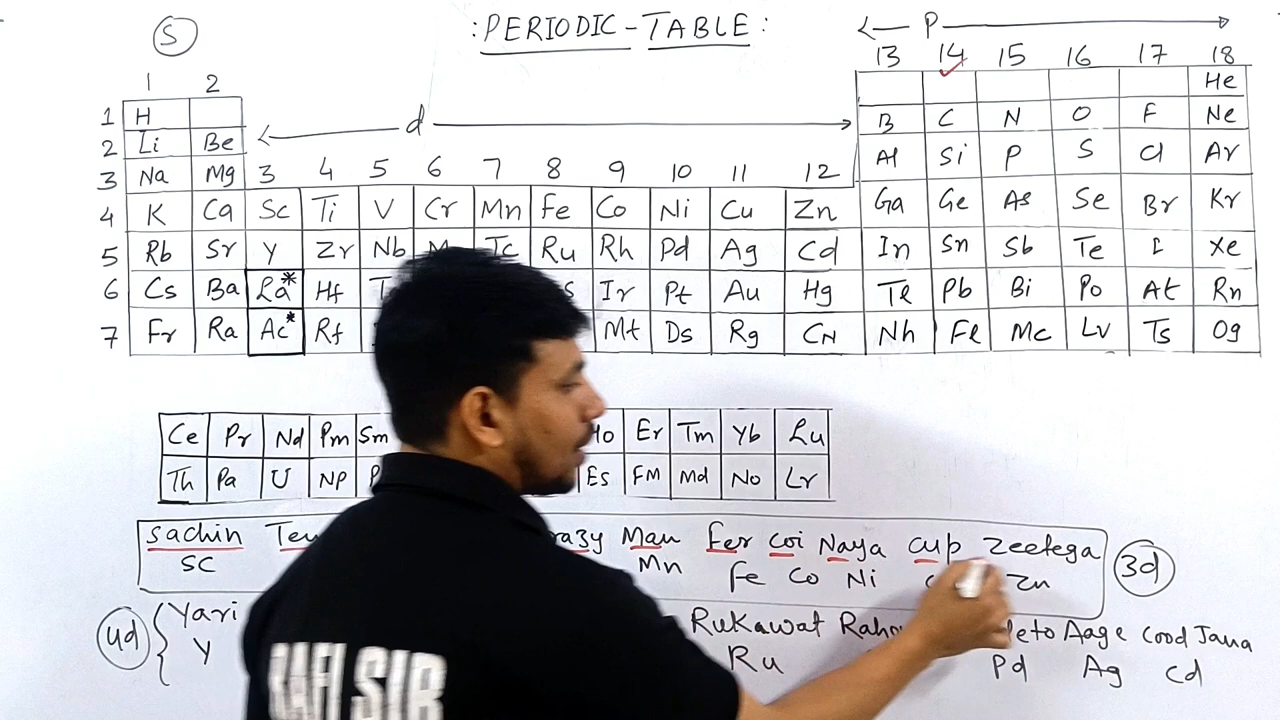 S : PERIODIC-TABLE : P
13 14 15 16 17 18
1 2 He
1 H B C N O F Ne
2 Li Be d
3 Na Mg 3 4 5 6 7 8 9 10 11 12 Al Si P S Cl Ar
4 K Ca Sc Ti V Cr Mn Fe Co Ni Cu Zn Ga Ge As Se Br Kr
5 Rb Sr Y Zr Nb Tc Ru Rh Pd Ag Cd In Sn Sb Te I Xe
6 Cs Ba La* Hf Ir Pt Au Hg Tl Pb Bi Po At Rn
7 Fr Ra Ac* Rf Mt Ds Rg CN Nh Fl Mc Lv Ts Og
Ce Pr Nd Pm Sm Er Tm Yb Lu
Th Pa U NP Es FM Md No Lr
Sachin Man Fer coi Naya cup Zeetega
SC Mn Fe Co Ni Zn 3d
4d Yari Rukawat Aage Cood Jana
Y Ru Pd Ag Cd
RAFI SIR